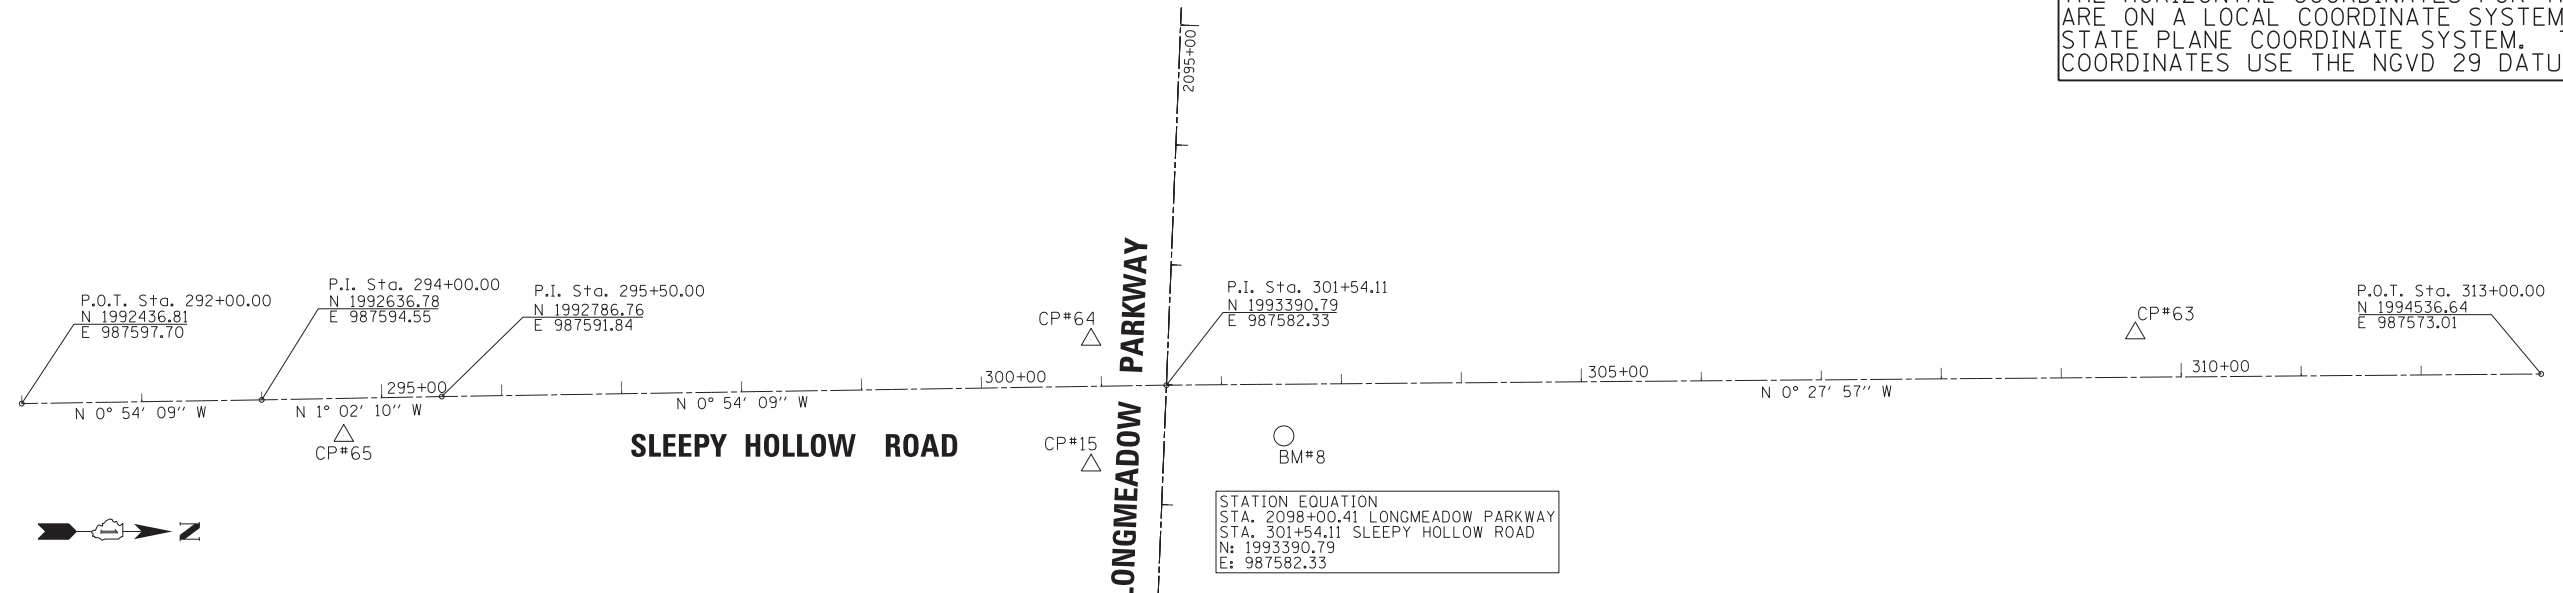 ARE ON A LOCAL COORDINATE SYSTEM
STATE PLANE COORDINATE SYSTEM.
COORDINATES USE THE NGVD 29 DATU
2095+00
P.O.T. Sta. 292+00.00
N 1992436.81
E 987597.70
P.I. Sta. 294+00.00
N 1992636.78
E 987594.55
P.I. Sta. 295+50.00
N 1992786.76
E 987591.84
CP#64
LONGMEADOW PARKWAY
P.I. Sta. 301+54.11
N 1993390.79
E 987582.33
CP#63
P.O.T. Sta. 313+00.00
N 1994536.64
E 987573.01
295+00
300+00
305+00
310+00
N 0° 54' 09'' W
N 1° 02' 10'' W
N 0° 54' 09'' W
N 0° 27' 57'' W
CP#65
SLEEPY HOLLOW ROAD
CP#15
BM#8
STATION EQUATION
STA. 2098+00.41 LONGMEADOW PARKWAY
STA. 301+54.11 SLEEPY HOLLOW ROAD
N: 1993390.79
E: 987582.33
N